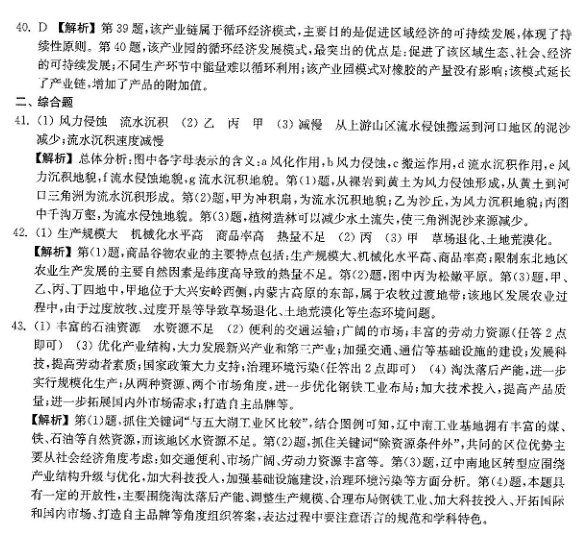 40. D 【解析】第39题,该产业链属于循环经济模式,主要目的是促进区域经济的可持续发展,体现了持
续性原则。第40题,该产业园的循环经济发展模式,最突出的优点是:促进了该区域生态、社会、经济
的可持续发展;不同生产环节中能量难以循环利用;该产业园模式对橡胶的产量没有影响;该模式延长
了产业链,增加了产品的附加值。
二、综合题
41. (1) 风力侵蚀 流水沉积 (2) 乙 丙 甲 (3) 减慢 从上游山区流水侵蚀搬运到河口地区的泥沙
减少;流水沉积速度减慢
【解析】总体分析:图中各字母表示的含义:a风化作用,b风力侵蚀,c搬运作用,d流水沉积作用,e风
力沉积地貌,f流水侵蚀地貌,g流水沉积地貌。第(1)题,从裸岩到黄土为风力侵蚀形成,从黄土到河
口三角洲为流水沉积形成。第(2)题,甲为冲积扇,为流水沉积地貌;乙为沙丘,为风力沉积地貌;丙图
中千沟万壑,为流水侵蚀地貌。第(3)题,植树造林可以减少水土流失,使三角洲泥沙来源减少。
42. (1) 生产规模大 机械化水平高 商品率高 热量不足 (2) 丙 (3) 甲 草场退化、土地荒漠化。
【解析】第(1)题,商品谷物农业的主要特点包括:生产规模大、机械化水平高、商品率高;限制东北地区
农业生产发展的主要自然因素是纬度高导致的热量不足。第(2)题,图中丙为松嫩平原。第(3)题,甲、
乙、丙、丁四地中,甲地位于大兴安岭西侧,内蒙古高原的东部,属于农牧过渡地带;该地区发展农业过
程中,由于过度放牧、过度开垦等导致草场退化、土地荒漠化等生态环境问题。
43. (1) 丰富的石油资源 水资源不足 (2) 便利的交通运输;广阔的市场;丰富的劳动力资源(任答2点
即可) (3) 优化产业结构,大力发展新兴产业和第三产业;加强交通、通信等基础设施的建设;发展科
技,提高劳动者素质;国家政策大力支持;治理环境污染(任答出2点即可) (4) 淘汰落后产能,进一步
实行规模化生产;从两种资源、两个市场角度,进一步优化钢铁工业布局;加大技术投入,提高产品质
量;进一步拓展国内外市场需求;打造自主品牌等。
【解析】第(1)题,抓住关键词“与五大湖工业区比较”,结合图例可知,辽中南工业基地拥有丰富的煤、
铁、石油等自然资源,而该地区水资源不足。第(2)题,抓住关键词“除资源条件外”,共同的区位优势主
要从社会经济角度考虑:如交通便利、市场广阔、劳动力资源丰富等。第(3)题,辽中南地区转型应围绕
产业结构升级与优化,加大科技投入,加强基础设施建设,治理环境污染等方面分析。第(4)题,本题具
有一定的开放性,主要围绕淘汰落后产能、调整生产规模、合理布局钢铁工业、加大科技投入、开拓国际
和国内市场、打造自主品牌等角度组织答案,表达过程中要注意语言的规范和学科特色。